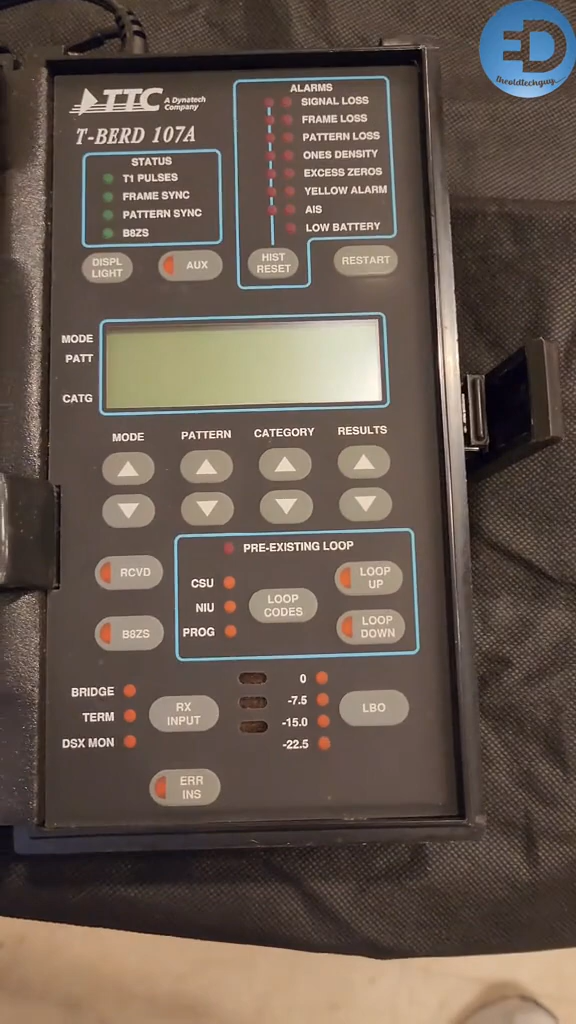 ED
theoldtechguy
TTC A Dynatech Company
T-BERD 107A
STATUS
T1 PULSES
FRAME SYNC
PATTERN SYNC
B8ZS
ALARMS
SIGNAL LOSS
FRAME LOSS
PATTERN LOSS
ONES DENSITY
EXCESS ZEROS
YELLOW ALARM
AIS
LOW BATTERY
DISPL LIGHT
AUX
HIST RESET
RESTART
MODE
PATT
CATG
MODE PATTERN CATEGORY RESULTS
PRE-EXISTING LOOP
RCVD
CSU
NIU
PROG
LOOP CODES
LOOP UP
B8ZS
LOOP DOWN
BRIDGE
TERM
DSX MON
RX INPUT
0
-7.5
-15.0
-22.5
LBO
ERR INS